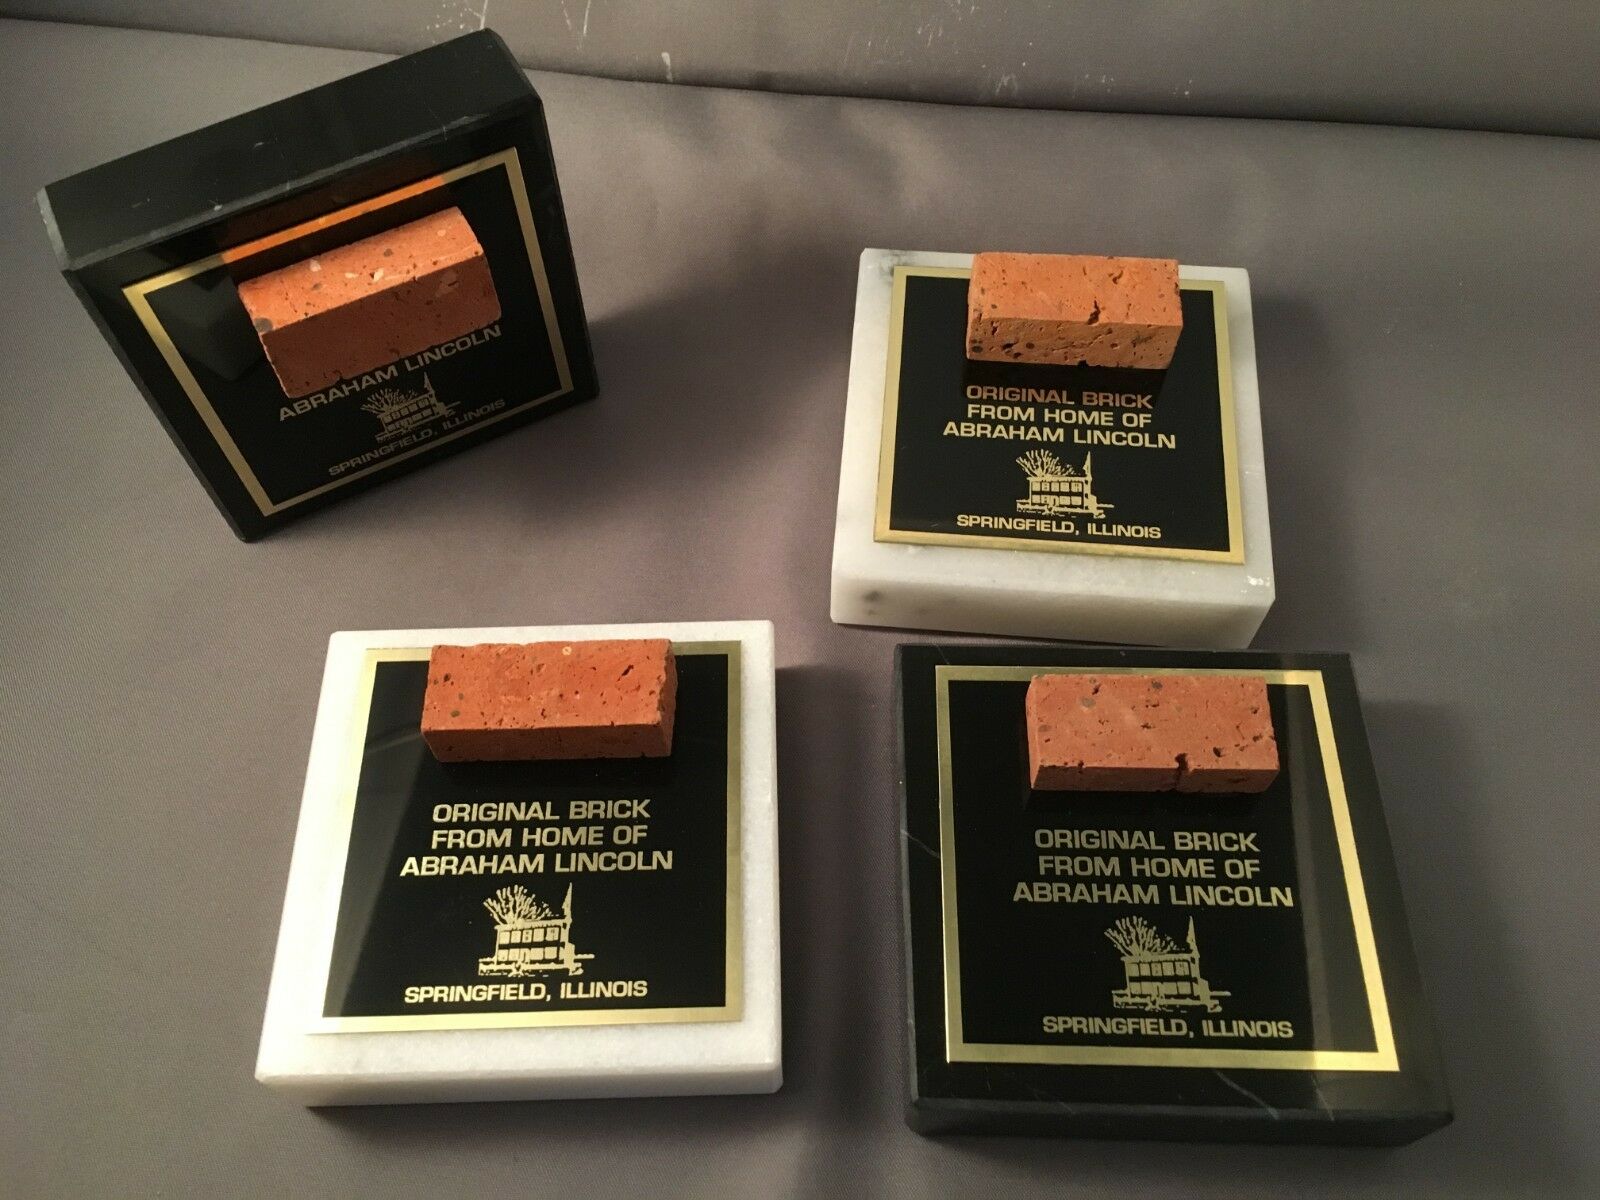 ABRAHAM LINCOLN
SPRINGFIELD, ILLINOIS
ORIGINAL BRICK
FROM HOME OF
ABRAHAM LINCOLN
SPRINGFIELD, ILLINOIS
ORIGINAL BRICK
FROM HOME OF
ABRAHAM LINCOLN
SPRINGFIELD, ILLINOIS
ORIGINAL BRICK
FROM HOME OF
ABRAHAM LINCOLN
SPRINGFIELD, ILLINOIS